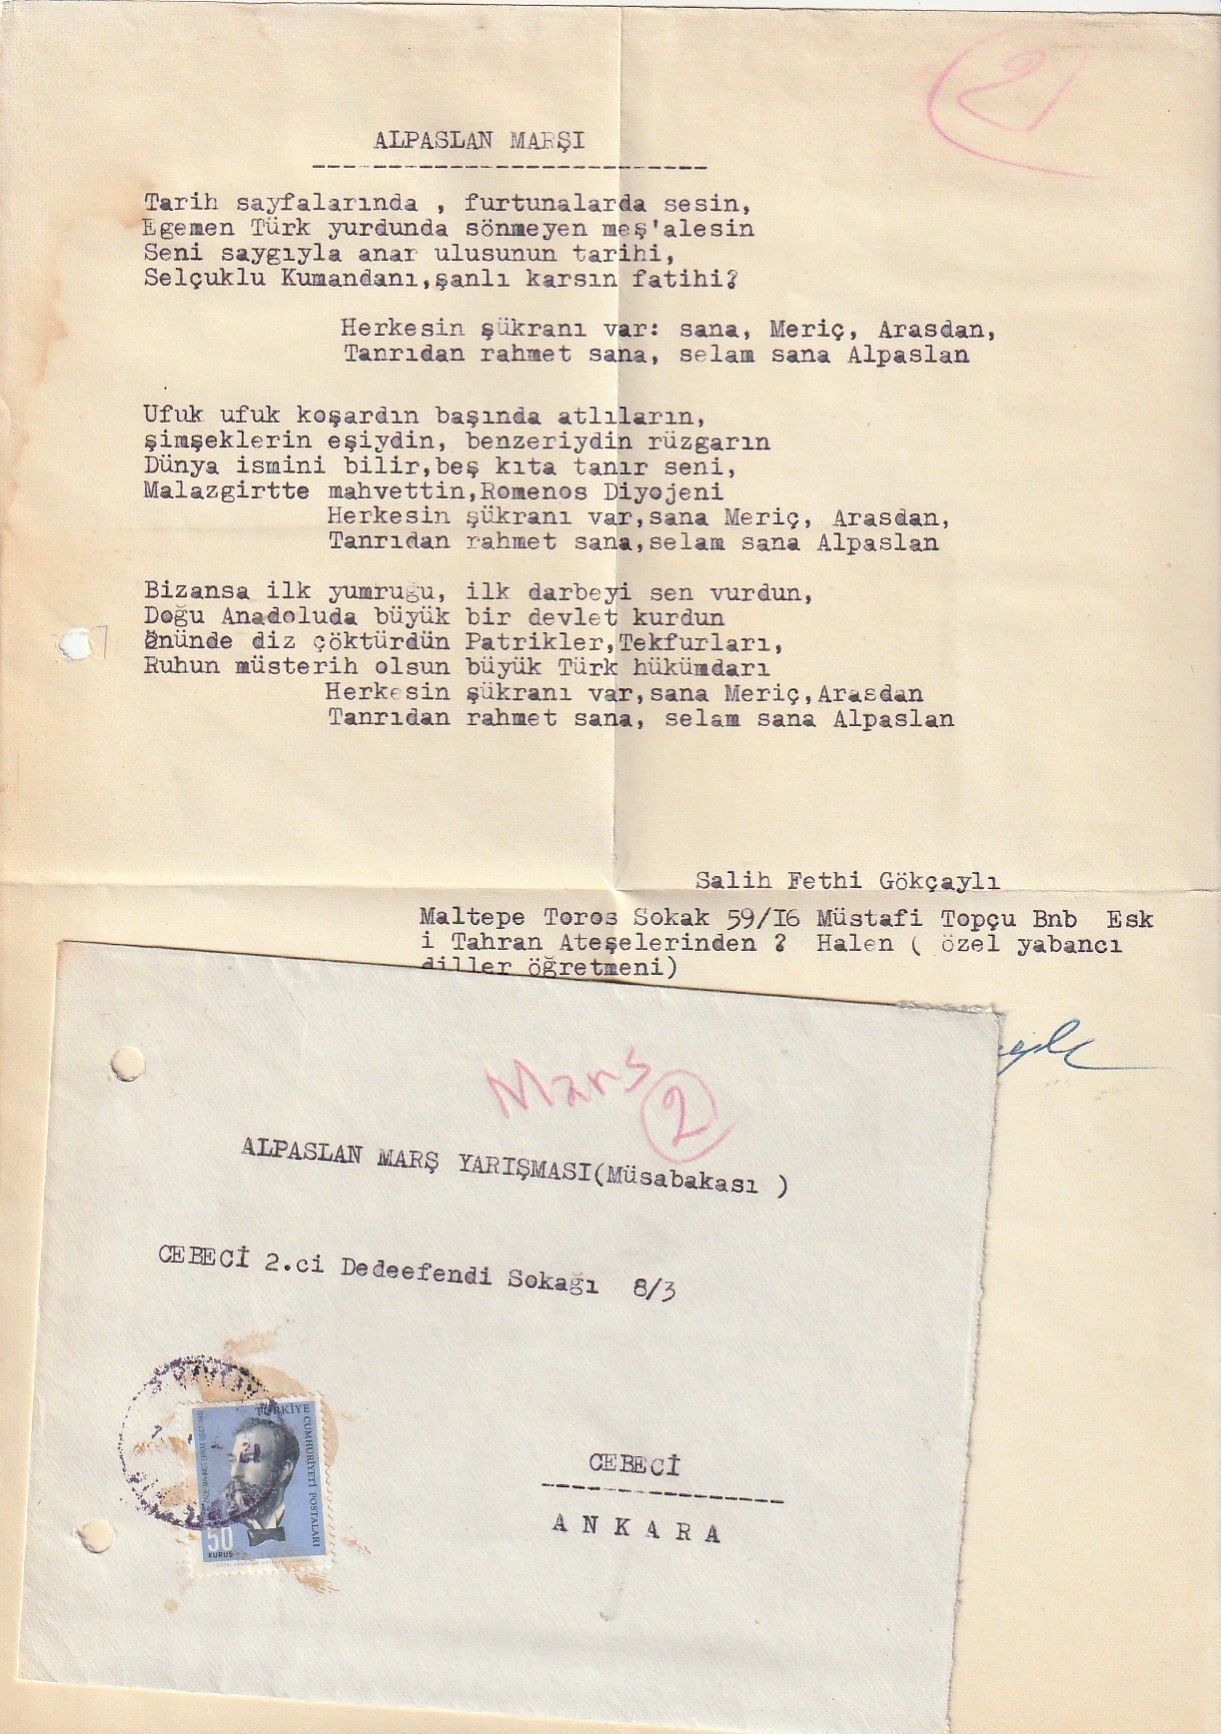 2
ALPASLAN MARŞI
Tarih sayfalarında , furtunalarda sesin,
Egemen Türk yurdunda sönmeyen meş'alesin
Seni saygıyla anar ulusunun tarihi,
Selçuklu Kumandanı,şanlı karsın fatihi?
Herkesin şükranı var: sana, Meriç, Arasdan,
Tanrıdan rahmet sana, selam sana Alpaslan
Ufuk ufuk koşardın başında atlıların,
şimşeklerin eşiydin, benzeriydin rüzgarın
Dünya ismini bilir,beş kıta tanır seni,
Malazgirtte mahvettin,Romenos Diyojeni
Herkesin şükranı var,sana Meriç, Arasdan,
Tanrıdan rahmet sana,selam sana Alpaslan
Bizansa ilk yumruğu, ilk darbeyi sen vurdun,
Doğu Anadoluda büyük bir devlet kurdun
Önünde diz çöktürdün Patrikler,Tekfurları,
Ruhun müsterih olsun büyük Türk hükümdarı
Herkesin şükranı var,sana Meriç,Arasdan
Tanrıdan rahmet sana, selam sana Alpaslan
Salih Fethi Gökçaylı
Maltepe Toros Sokak 59/I6 Müstafi Topçu Bnb Esk
i Tahran Ateşelerinden ? Halen ( özel yabancı
diller öğretmeni)
Marş 2
ALPASLAN MARŞ YARIŞMASI(Müsabakası )
CEBECİ 2.ci Dedeefendi Sokağı 8/3
TÜRKİYE
CUMHURİYETİ POSTALARI
50
KURUŞ
CEBECİ
ANKARA